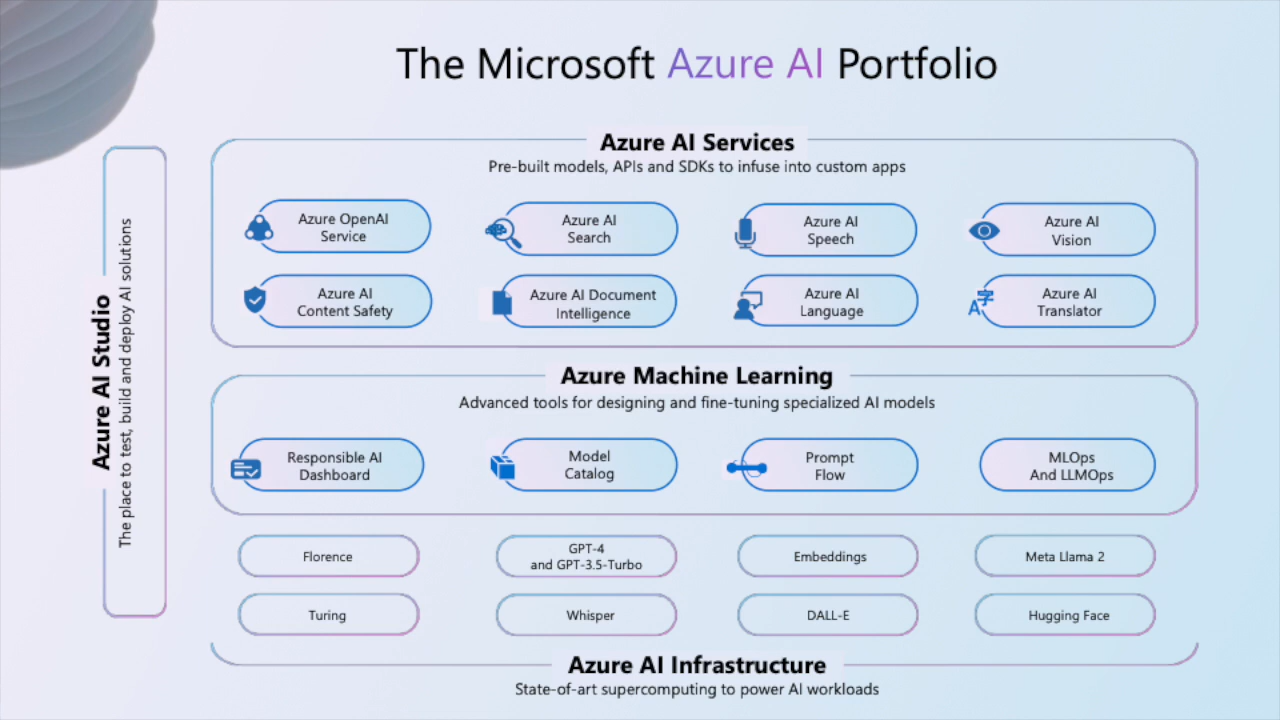 The Microsoft Azure AI Portfolio
Azure AI Studio
The place to test, build and deploy AI solutions
Azure AI Services
Pre-built models, APIs and SDKs to infuse into custom apps
Azure OpenAI
Service
Azure AI
Search
Azure AI
Speech
Azure AI
Vision
Azure AI
Content Safety
Azure AI Document
Intelligence
Azure AI
Language
字
A
Azure AI
Translator
Azure Machine Learning
Advanced tools for designing and fine-tuning specialized AI models
Responsible AI
Dashboard
Model
Catalog
Prompt
Flow
MLOps
And LLMOps
Florence
GPT-4
and GPT-3.5-Turbo
Embeddings
Meta Llama 2
Turing
Whisper
DALL-E
Hugging Face
Azure AI Infrastructure
State-of-art supercomputing to power AI workloads